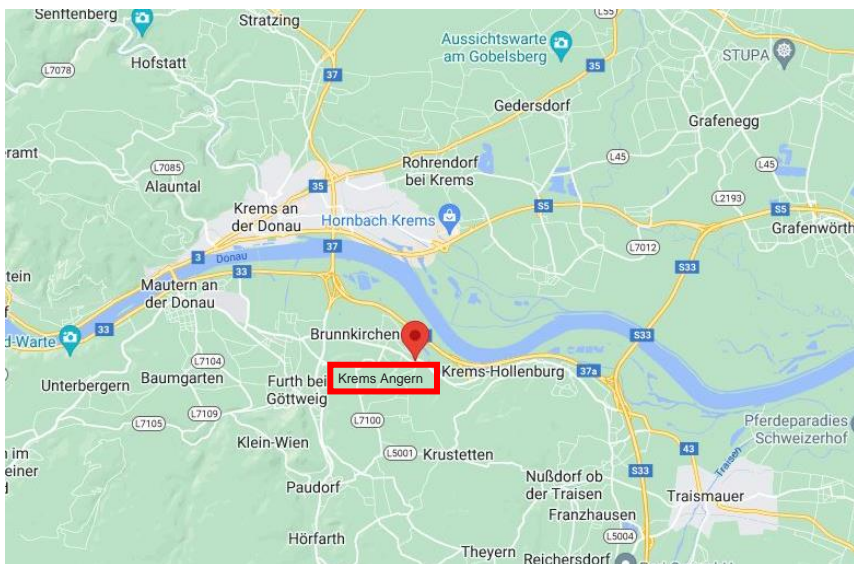 Senftenberg
Stratzing
L55
Aussichtswarte
am Gobelsberg
STUPA
L7078
Hofstatt
37
35
Gedersdorf
Grafenegg
eramt
L7085
Alauntal
35
Rohrendorf
bei Krems
L45
L45
L2193
Krems an
der Donau
Hornbach Krems
S5
S5
Grafenwörth
3
Donau
37
L7012
33
S33
tein
Mautern an
der Donau
d-Warte
33
Brunnkirchen
S33
L7104
Unterbergern
Baumgarten
Furth bei
Göttweig
Krems Angern
Krems-Hollenburg
37a
L7105
L7109
L7100
Pferdeparadies
Schweizerhof
Klein-Wien
L5001
Krustetten
43
n im
einer
Paudorf
Nußdorf ob
der Traisen
S33
Traisen
Traismauer
Franzhausen
Hörfarth
L5004
Theyern
Reichersdorf